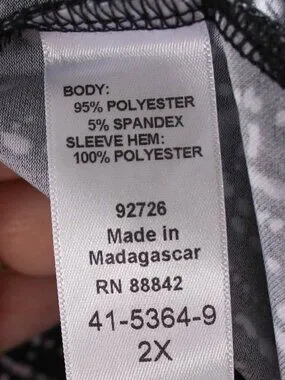 BODY:
95% POLYESTER
5% SPANDEX
SLEEVE HEM:
100% POLYESTER
92726
Made in
Madagascar
RN 88842
41-5364-9
2X